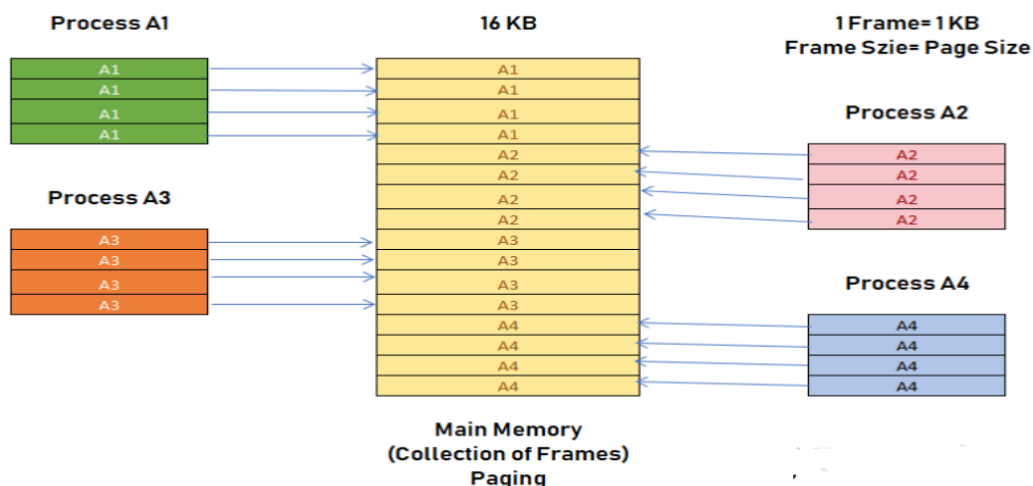 Process A1
16 KB
1 Frame= 1 KB
Frame Szie= Page Size
A1
A1
A1
A1
A1
A1
A1
A1
Process A2
A2
A2
A2
A2
A2
A2
A2
A2
Process A3
A3
A3
A3
A3
A3
A3
A3
A3
Process A4
A4
A4
A4
A4
A4
A4
A4
A4
Main Memory
(Collection of Frames)
Paging